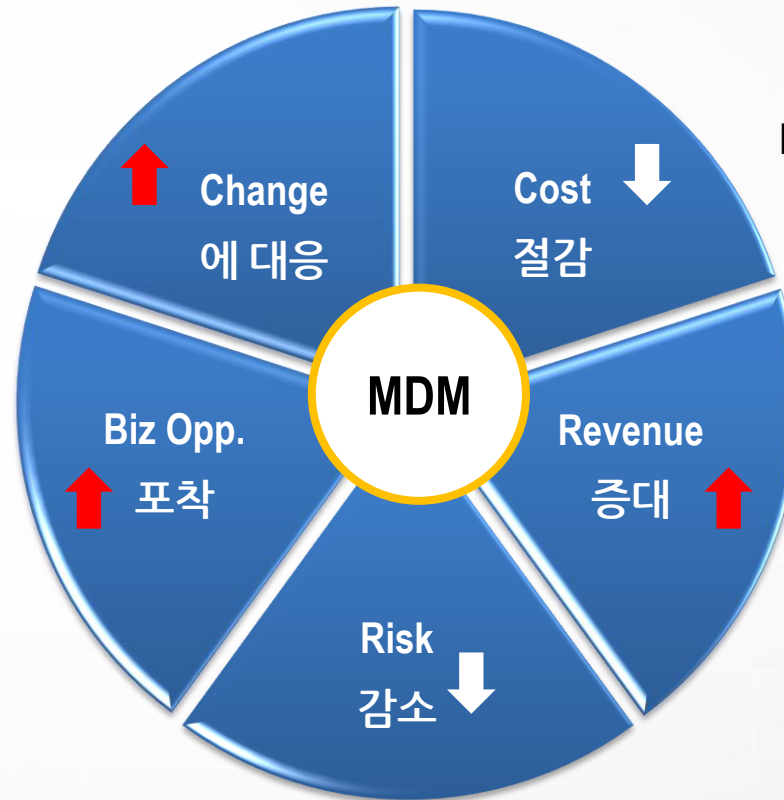 Change
에 대응
Cost
절감
MDM
Biz Opp.
포착
Revenue
증대
Risk
감소